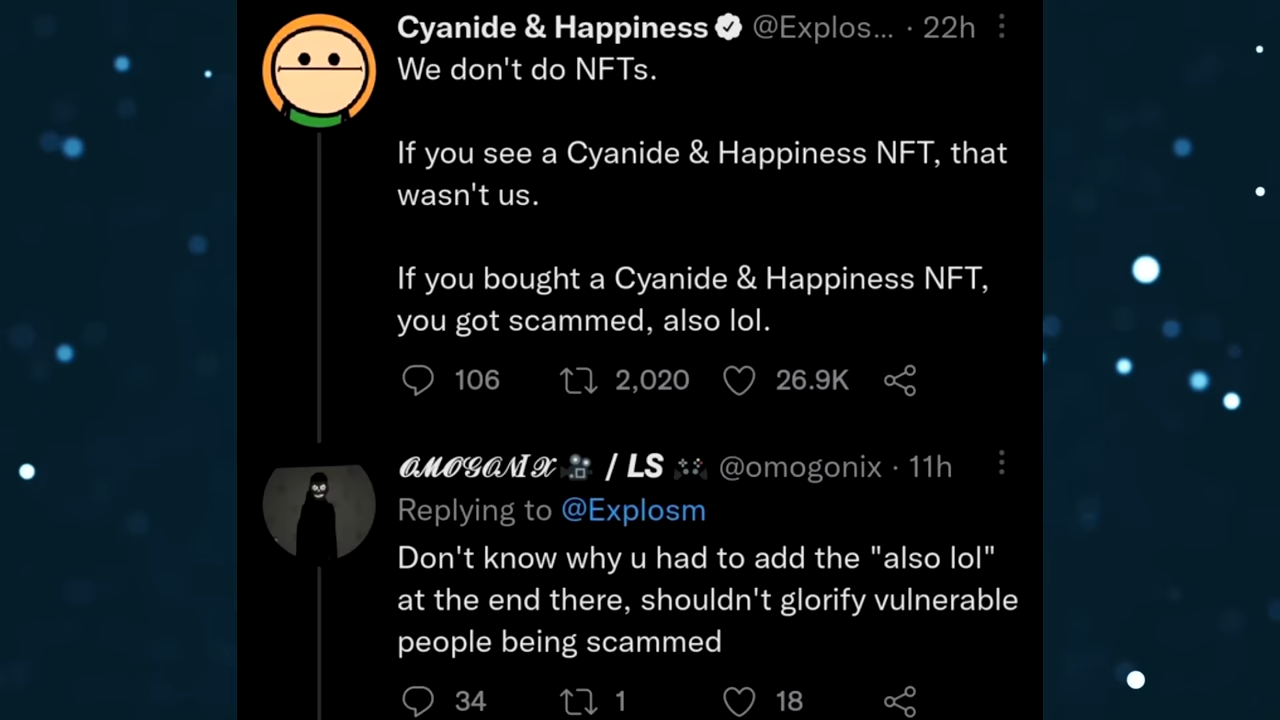 Cyanide & Happiness @Explos... · 22h
We don't do NFTs.
If you see a Cyanide & Happiness NFT, that
wasn't us.
If you bought a Cyanide & Happiness NFT,
you got scammed, also lol.
106 2,020 26.9K
𝓞𝓜𝓞𝓖𝓞𝓝𝓘𝓧 🎥 / LS 🎮 @omogonix · 11h
Replying to @Explosm
Don't know why u had to add the "also lol"
at the end there, shouldn't glorify vulnerable
people being scammed
34 1 18